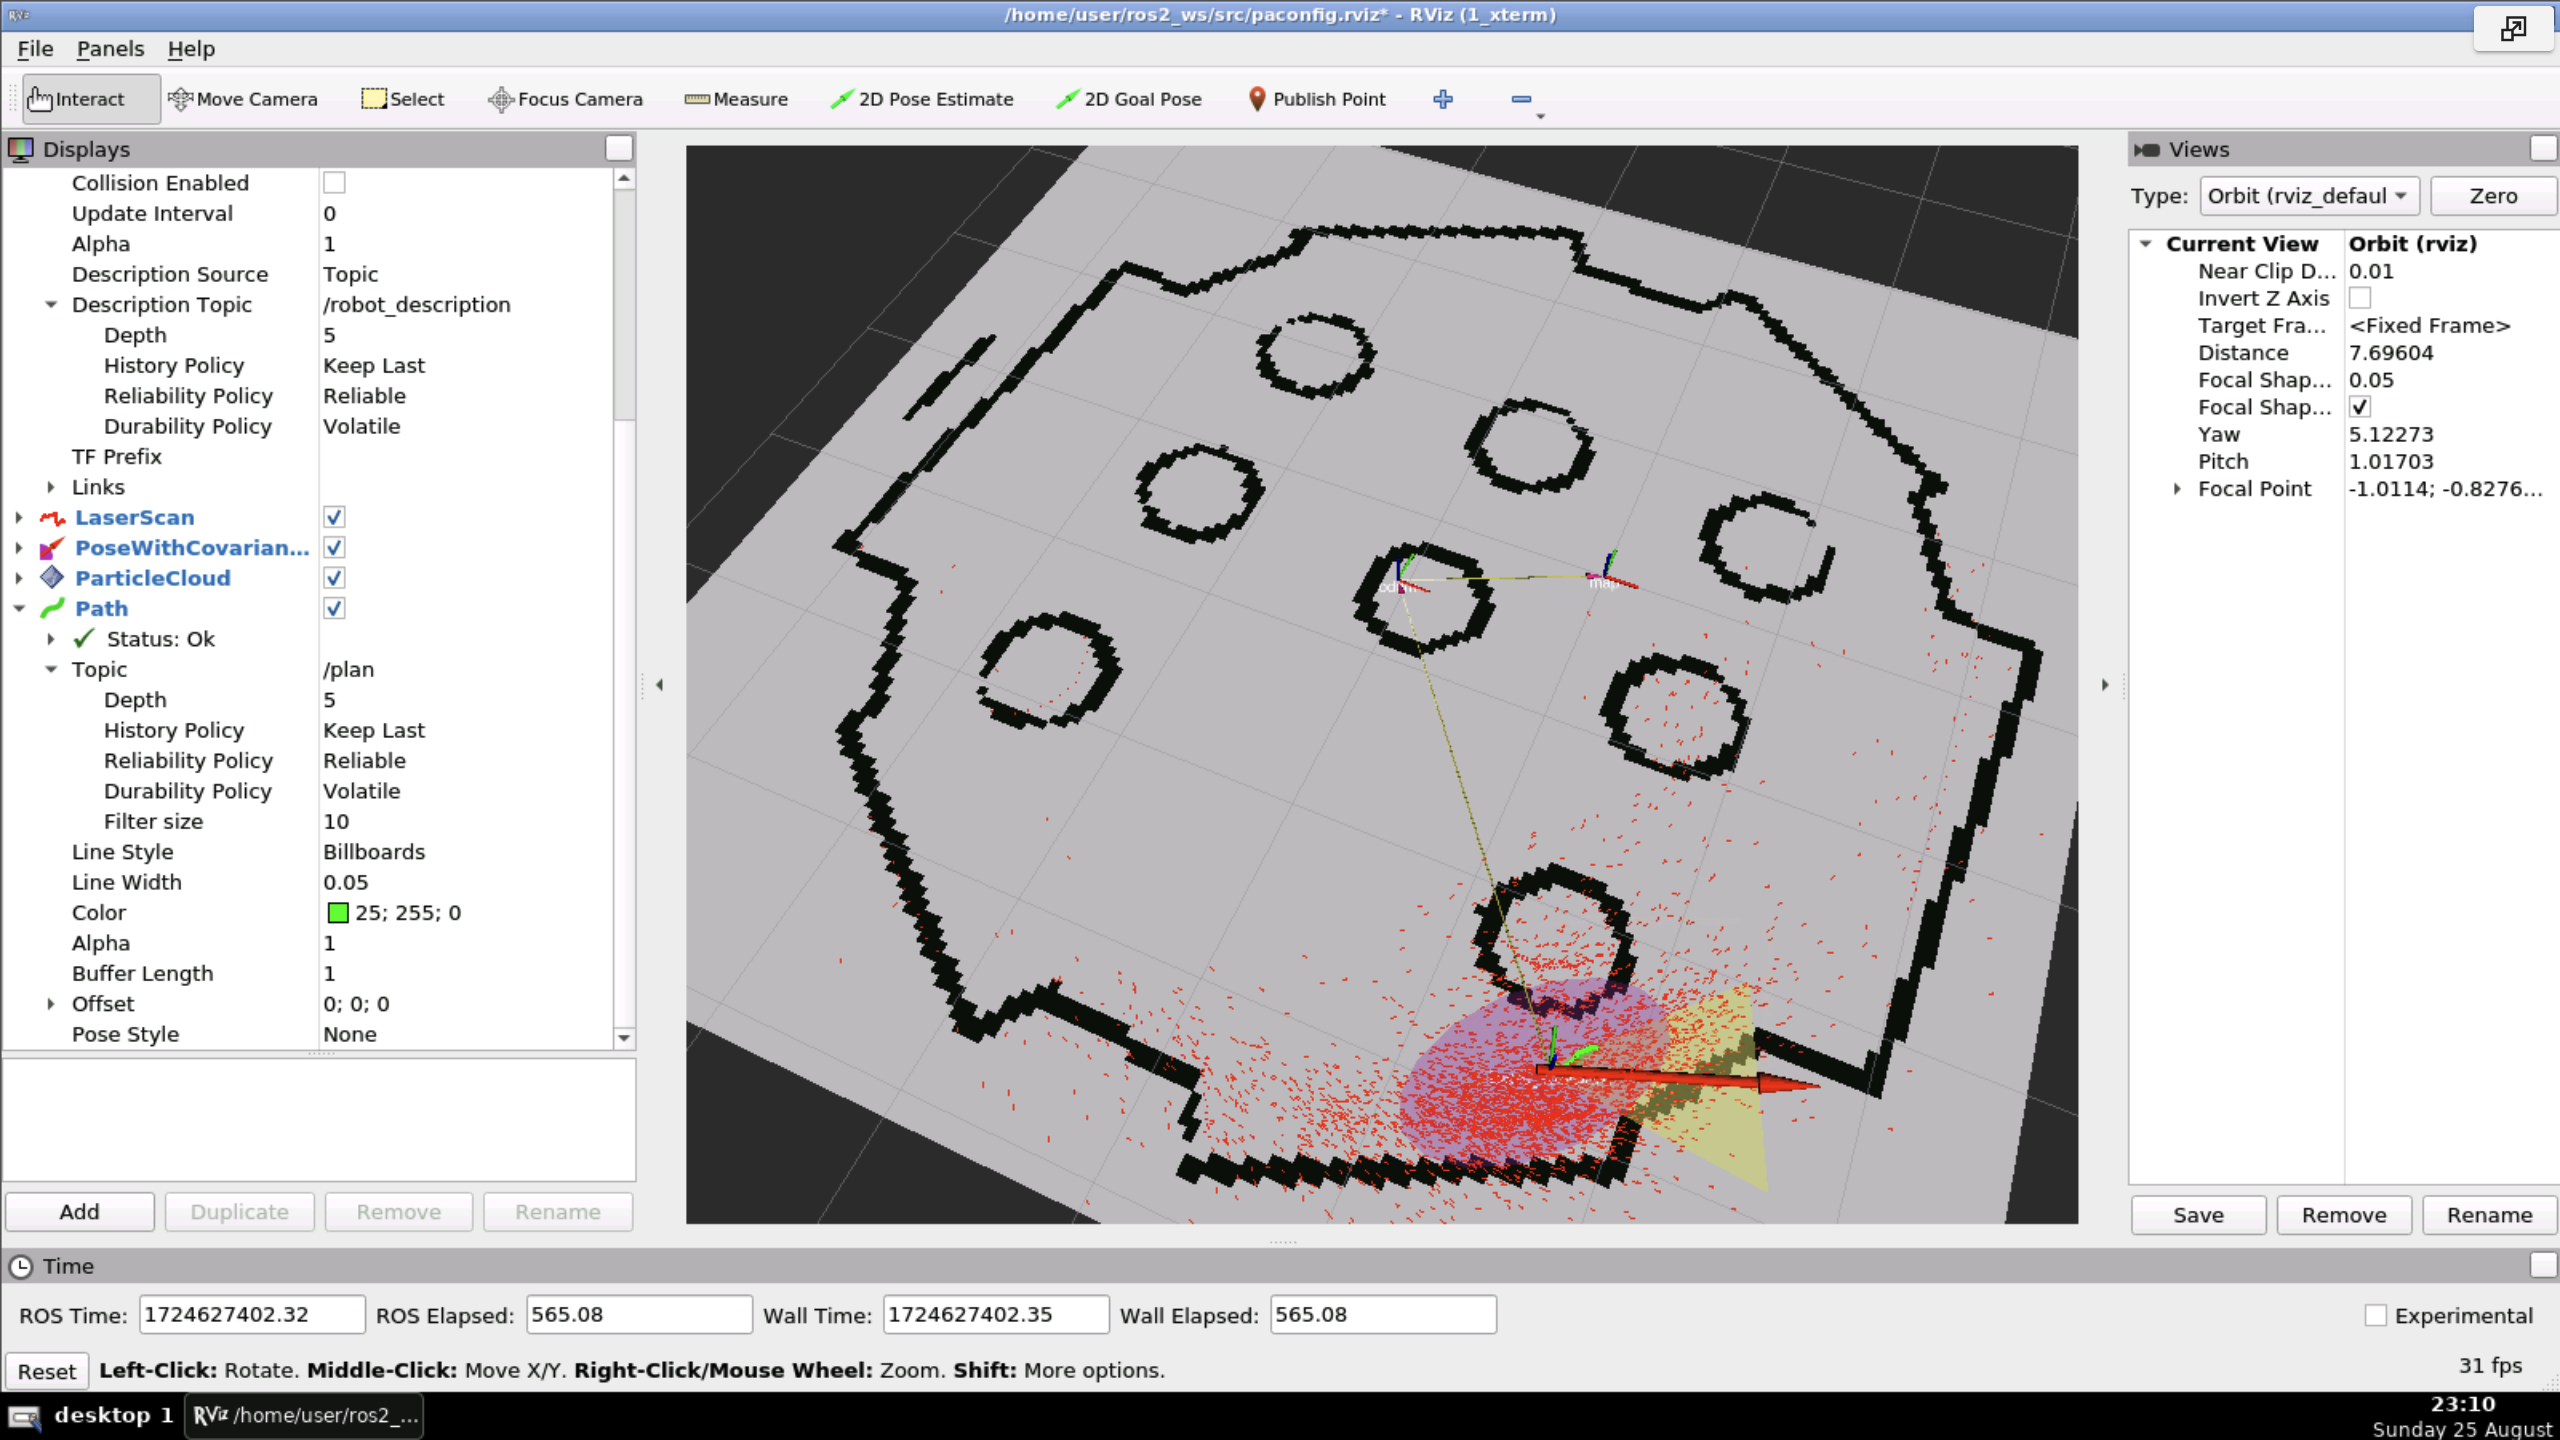 RViz
/home/user/ros2_ws/src/paconfig.rviz* - RViz (1_xterm)
File Panels Help
Interact Move Camera Select Focus Camera Measure 2D Pose Estimate 2D Goal Pose Publish Point
Displays
Collision Enabled
Update Interval 0
Alpha 1
Description Source Topic
Description Topic /robot_description
Depth 5
History Policy Keep Last
Reliability Policy Reliable
Durability Policy Volatile
TF Prefix
Links
LaserScan
PoseWithCovarian...
ParticleCloud
Path
Status: Ok
Topic /plan
Depth 5
History Policy Keep Last
Reliability Policy Reliable
Durability Policy Volatile
Filter size 10
Line Style Billboards
Line Width 0.05
Color 25; 255; 0
Alpha 1
Buffer Length 1
Offset 0; 0; 0
Pose Style None
Add Duplicate Remove Rename
odom
map
Views
Type: Orbit (rviz_defaul Zero
Current View Orbit (rviz)
Near Clip D... 0.01
Invert Z Axis
Target Fra... <Fixed Frame>
Distance 7.69604
Focal Shap... 0.05
Focal Shap...
Yaw 5.12273
Pitch 1.01703
Focal Point -1.0114; -0.8276...
Save Remove Rename
Time
ROS Time: 1724627402.32 ROS Elapsed: 565.08 Wall Time: 1724627402.35 Wall Elapsed: 565.08 Experimental
Reset Left-Click: Rotate. Middle-Click: Move X/Y. Right-Click/Mouse Wheel: Zoom. Shift: More options. 31 fps
desktop 1 RViz /home/user/ros2_...
23:10
Sunday 25 August